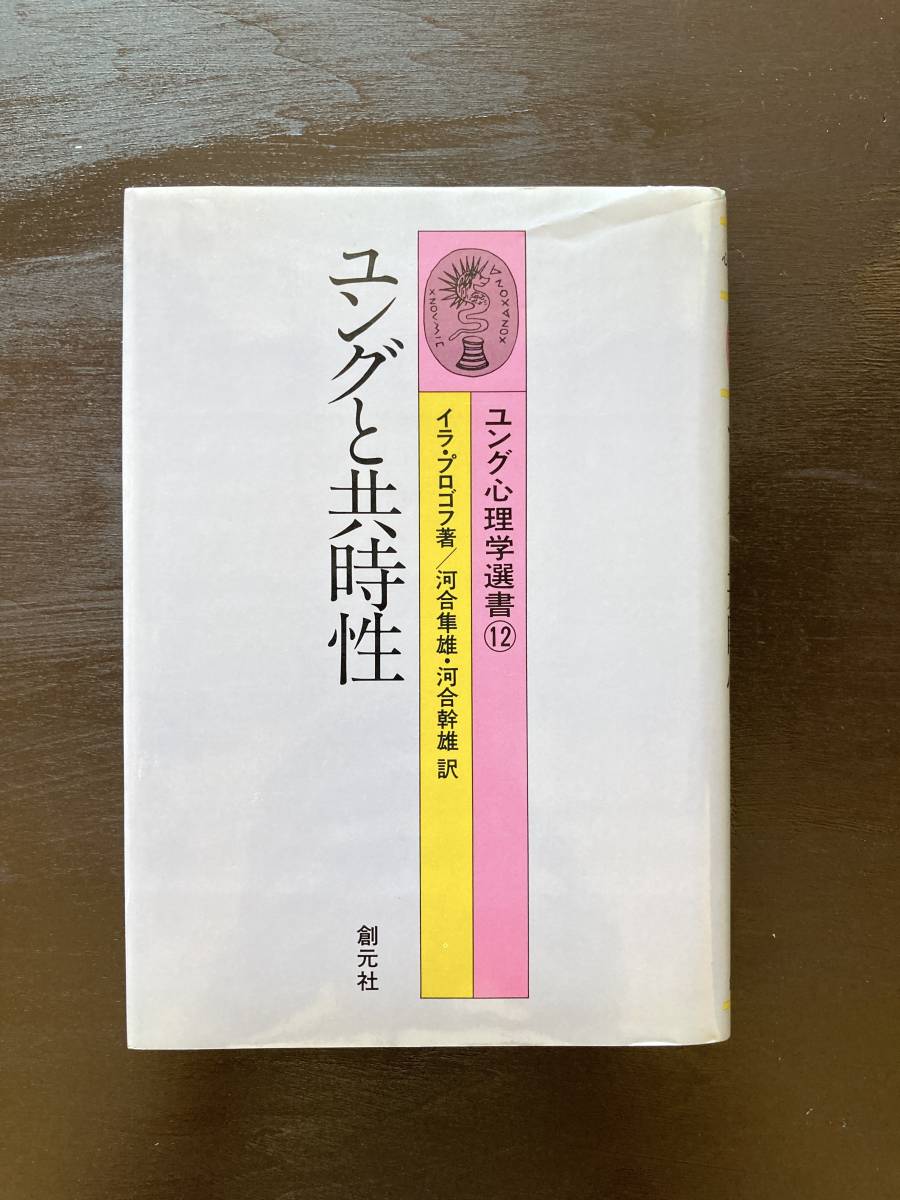 ユング心理学選書⑫
イラ・プロゴフ著／河合隼雄・河合幹雄 訳
ユングと共時性
創元社